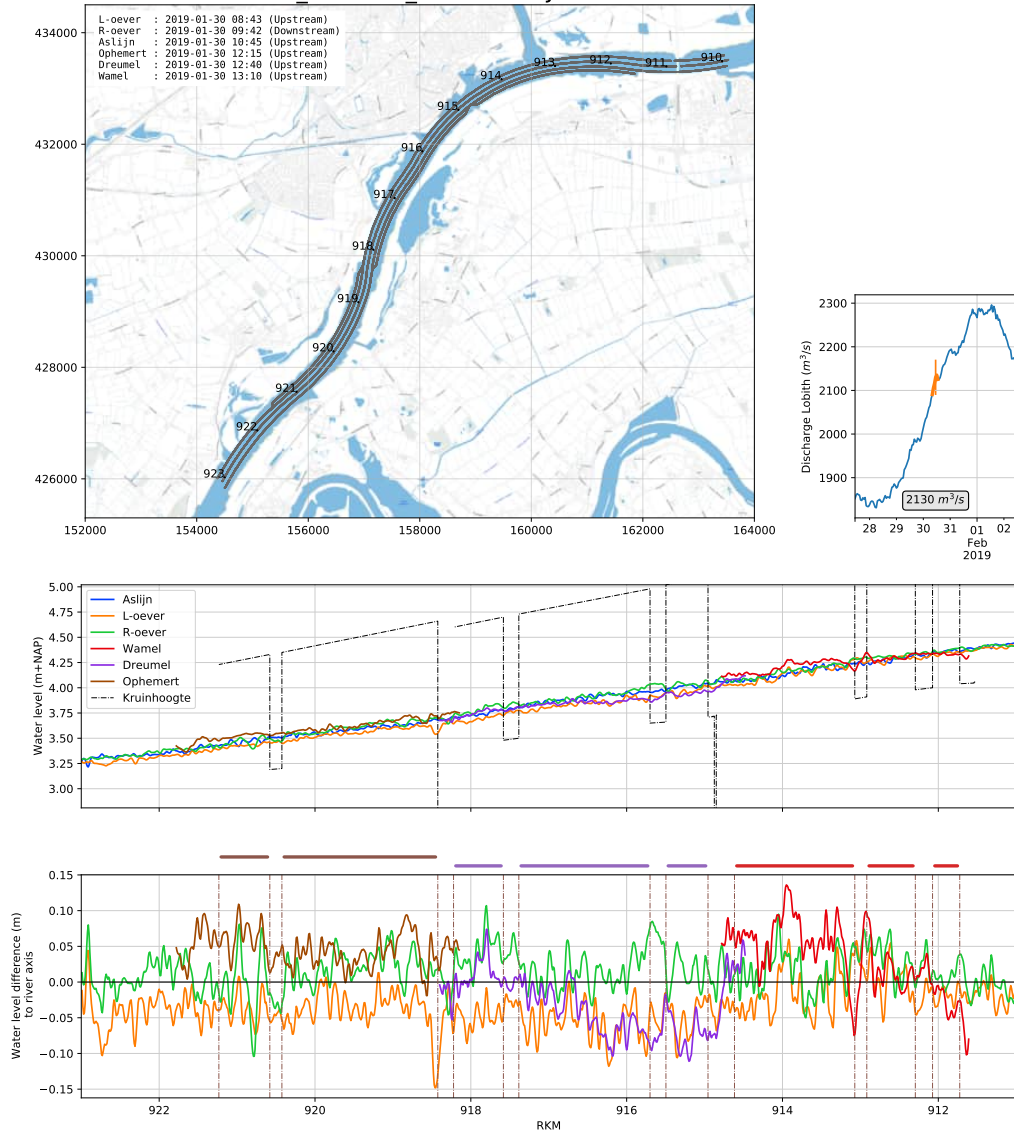 L-oever : 2019-01-30 08:43 (Upstream)
R-oever : 2019-01-30 09:42 (Downstream)
Aslijn : 2019-01-30 10:45 (Upstream)
Ophemert : 2019-01-30 12:15 (Upstream)
Dreumel : 2019-01-30 12:40 (Upstream)
Wamel : 2019-01-30 13:10 (Upstream)
434000
432000
430000
428000
426000
910
911
912
913
914
915
916
917
918
919
920
921
922
923
152000 154000 156000 158000 160000 162000 164000
Discharge Lobith (m³/s)
2300
2200
2100
2000
1900
2130 m³/s
28 29 30 31 01 02
Feb
2019
Water level (m+NAP)
5.00
4.75
4.50
4.25
4.00
3.75
3.50
3.25
3.00
Aslijn
L-oever
R-oever
Wamel
Dreumel
Ophemert
Kruinhoogte
Water level difference (m)
to river axis
0.15
0.10
0.05
0.00
−0.05
−0.10
−0.15
922 920 918 916 914 912
RKM